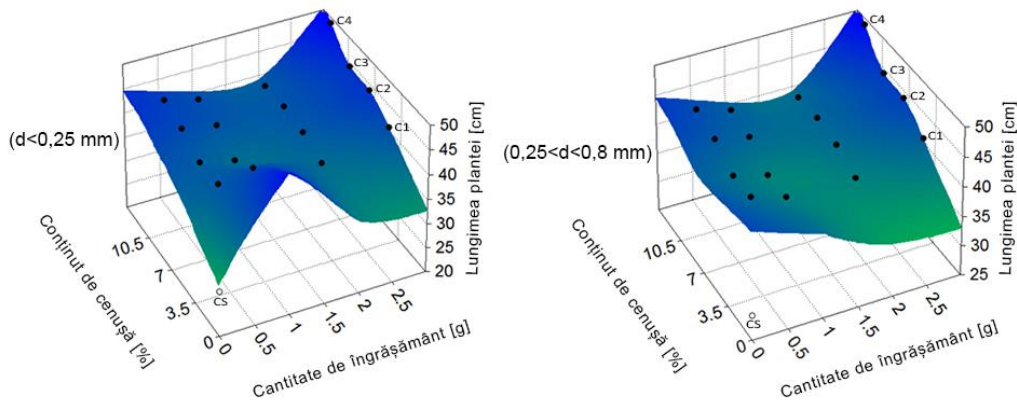 C4
C3
C2
C1
(d<0,25 mm)
50
45
40
35
30
25
20
Lungimea plantei [cm]
10.5
7
3.5
0
Conținut de cenușă [%]
CS
0
0.5
1
1.5
2
2.5
Cantitate de îngrășământ [g]
C4
C3
C2
C1
(0,25<d<0,8 mm)
50
45
40
35
30
25
Lungimea plantei [cm]
10.5
7
3.5
0
Conținut de cenușă [%]
CS
0
0.5
1
1.5
2
2.5
Cantitate de îngrășământ [g]